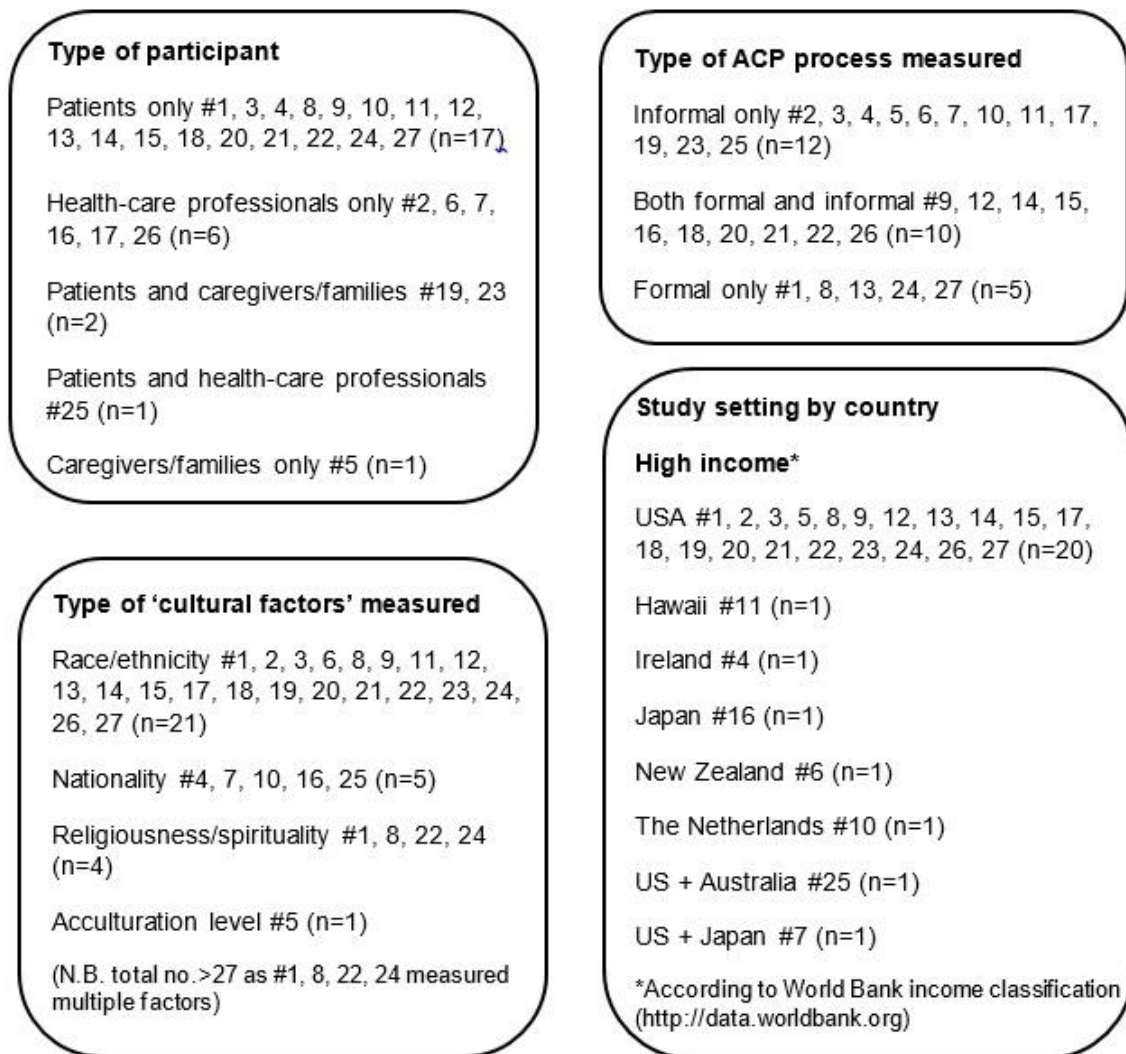 Type of participant
Patients only #1, 3, 4, 8, 9, 10, 11, 12,
13, 14, 15, 18, 20, 21, 22, 24, 27 (n=17)
Health-care professionals only #2, 6, 7,
16, 17, 26 (n=6)
Patients and caregivers/families #19, 23
(n=2)
Patients and health-care professionals
#25 (n=1)
Caregivers/families only #5 (n=1)
Type of ‘cultural factors’ measured
Race/ethnicity #1, 2, 3, 6, 8, 9, 11, 12,
13, 14, 15, 17, 18, 19, 20, 21, 22, 23, 24,
26, 27 (n=21)
Nationality #4, 7, 10, 16, 25 (n=5)
Religiousness/spirituality #1, 8, 22, 24
(n=4)
Acculturation level #5 (n=1)
(N.B. total no.>27 as #1, 8, 22, 24 measured
multiple factors)
Type of ACP process measured
Informal only #2, 3, 4, 5, 6, 7, 10, 11, 17,
19, 23, 25 (n=12)
Both formal and informal #9, 12, 14, 15,
16, 18, 20, 21, 22, 26 (n=10)
Formal only #1, 8, 13, 24, 27 (n=5)
Study setting by country
High income*
USA #1, 2, 3, 5, 8, 9, 12, 13, 14, 15, 17,
18, 19, 20, 21, 22, 23, 24, 26, 27 (n=20)
Hawaii #11 (n=1)
Ireland #4 (n=1)
Japan #16 (n=1)
New Zealand #6 (n=1)
The Netherlands #10 (n=1)
US + Australia #25 (n=1)
US + Japan #7 (n=1)
*According to World Bank income classification
(http://data.worldbank.org)